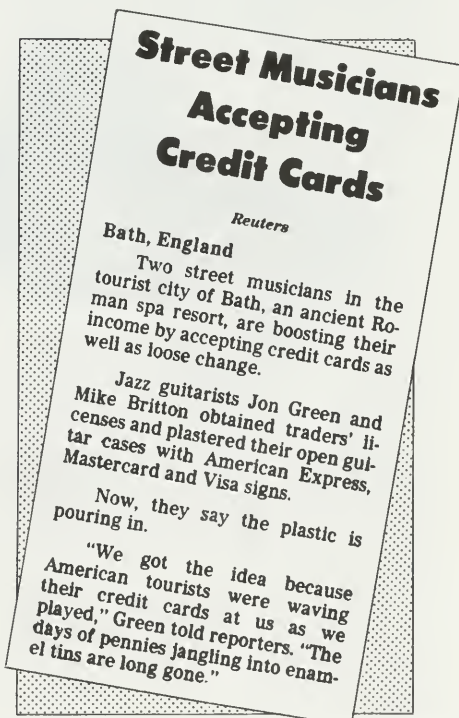 Street Musicians
Accepting
Credit Cards
Reuters
Bath, England
Two street musicians in the
tourist city of Bath, an ancient Ro-
man spa resort, are boosting their
income by accepting credit cards as
well as loose change.
Jazz guitarists Jon Green and
Mike Britton obtained traders' li-
censes and plastered their open gui-
tar cases with American Express,
Mastercard and Visa signs.
Now, they say the plastic is
pouring in.
"We got the idea because
American tourists were waving
their credit cards at us as we
played," Green told reporters. "The
days of pennies jangling into enam-
el tins are long gone."